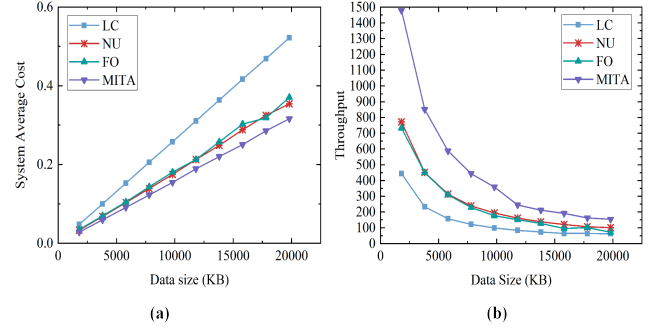 LC
NU
FO
MITA
System Average Cost
0.6
0.4
0.2
0.0
0 5000 10000 15000 20000
Data size (KB)
(a)
LC
NU
FO
MITA
Throughput
1500
1400
1300
1200
1100
1000
900
800
700
600
500
400
300
200
100
0
0 5000 10000 15000 20000
Data Size (KB)
(b)